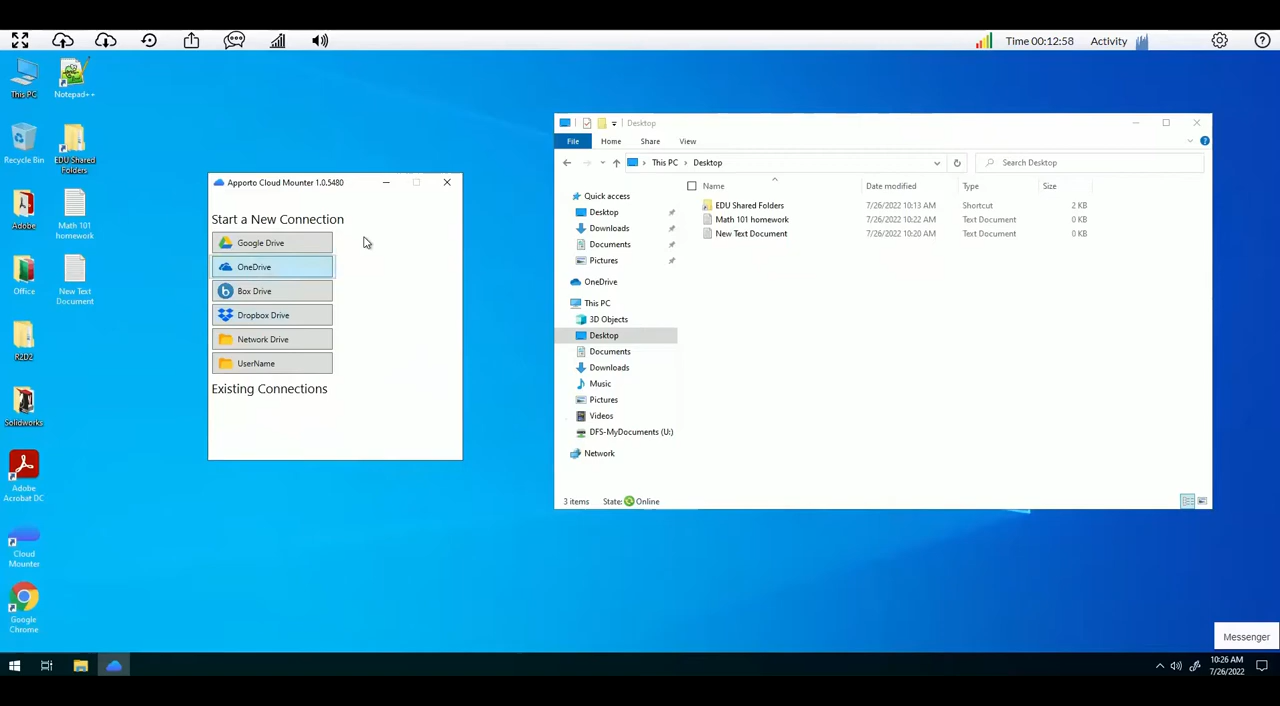 Time 00:12:58 Activity
This PC
Notepad++
Recycle Bin
EDU Shared
Folders
Adobe
Math 101
homework
Office
New Text
Document
R2D2
Solidworks
Adobe
Acrobat DC
Cloud
Mounter
Google
Chrome
Apporto Cloud Mounter 1.0.5480
Start a New Connection
Google Drive
OneDrive
Box Drive
Dropbox Drive
Network Drive
UserName
Existing Connections
Desktop
File Home Share View
This PC Desktop
Search Desktop
Name Date modified Type Size
EDU Shared Folders 7/26/2022 10:13 AM Shortcut 2 KB
Math 101 homework 7/26/2022 10:22 AM Text Document 0 KB
New Text Document 7/26/2022 10:20 AM Text Document 0 KB
Quick access
Desktop
Downloads
Documents
Pictures
OneDrive
This PC
3D Objects
Desktop
Documents
Downloads
Music
Pictures
Videos
DFS-MyDocuments (U:)
Network
3 items State: Online
Messenger
10:26 AM
7/26/2022